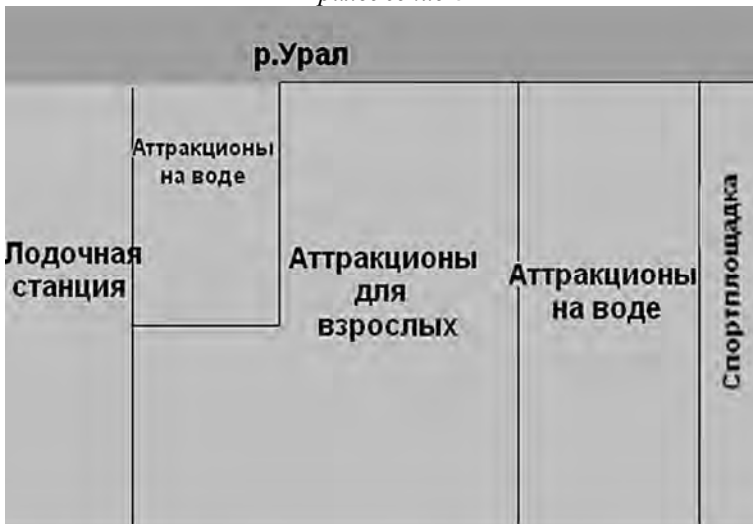 р.Урал
Аттракционы
на воде
Лодочная
станция
Аттракционы
для
взрослых
Аттракционы
на воде
Спортплощадка